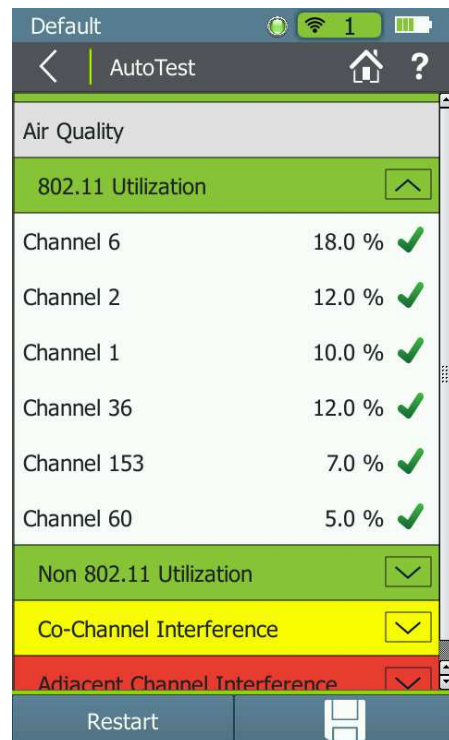 Default 1
AutoTest ?
Air Quality
802.11 Utilization
Channel 6 18.0 %
Channel 2 12.0 %
Channel 1 10.0 %
Channel 36 12.0 %
Channel 153 7.0 %
Channel 60 5.0 %
Non 802.11 Utilization
Co-Channel Interference
Adjacent Channel Interference
Restart